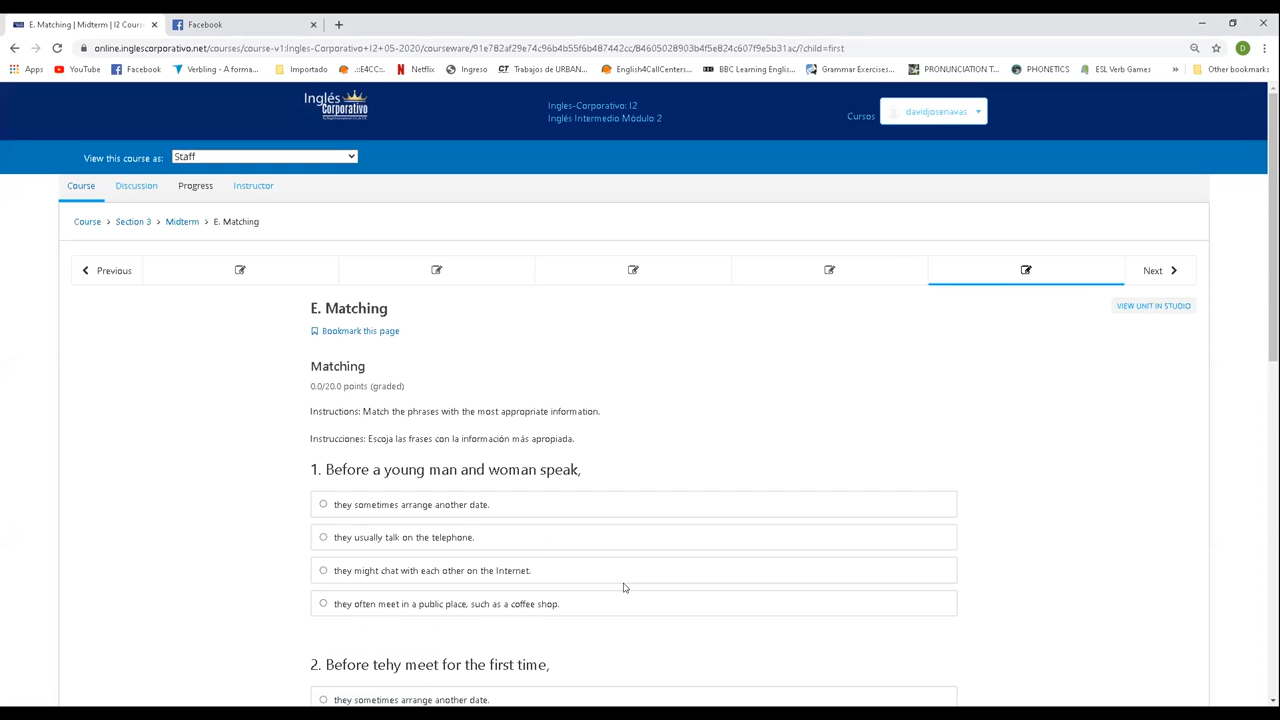 E. Matching | Midterm | I2 Cours
Facebook
online.inglescorporativo.net/courses/course-v1:Ingles-Corporativo+I2+05-2020/courseware/91e782af29e74c96b4b55f6b487442cc/84605028903b4f5e824c607f9e5b31ac/?child=first
D
Apps YouTube Facebook Verbling - A forma... Importado .::E4CC::. Netflix Ingreso CT Trabajos de URBAN... English4CallCenters... BBC Learning English... Grammar Exercises... PRONUNCIATION T... PHONETICS ESL Verb Games » Other bookmarks
Inglés
Corporativo
Ingles-Corporativo: I2
Inglés Intermedio Módulo 2
Cursos
davidjosenavas
View this course as: Staff
Course Discussion Progress Instructor
Course > Section 3 > Midterm > E. Matching
Previous
Next
E. Matching
VIEW UNIT IN STUDIO
Bookmark this page
Matching
0.0/20.0 points (graded)
Instructions: Match the phrases with the most appropriate information.
Instrucciones: Escoja las frases con la información más apropiada.
1. Before a young man and woman speak,
they sometimes arrange another date.
they usually talk on the telephone.
they might chat with each other on the Internet.
they often meet in a public place, such as a coffee shop.
2. Before tehy meet for the first time,
they sometimes arrange another date.